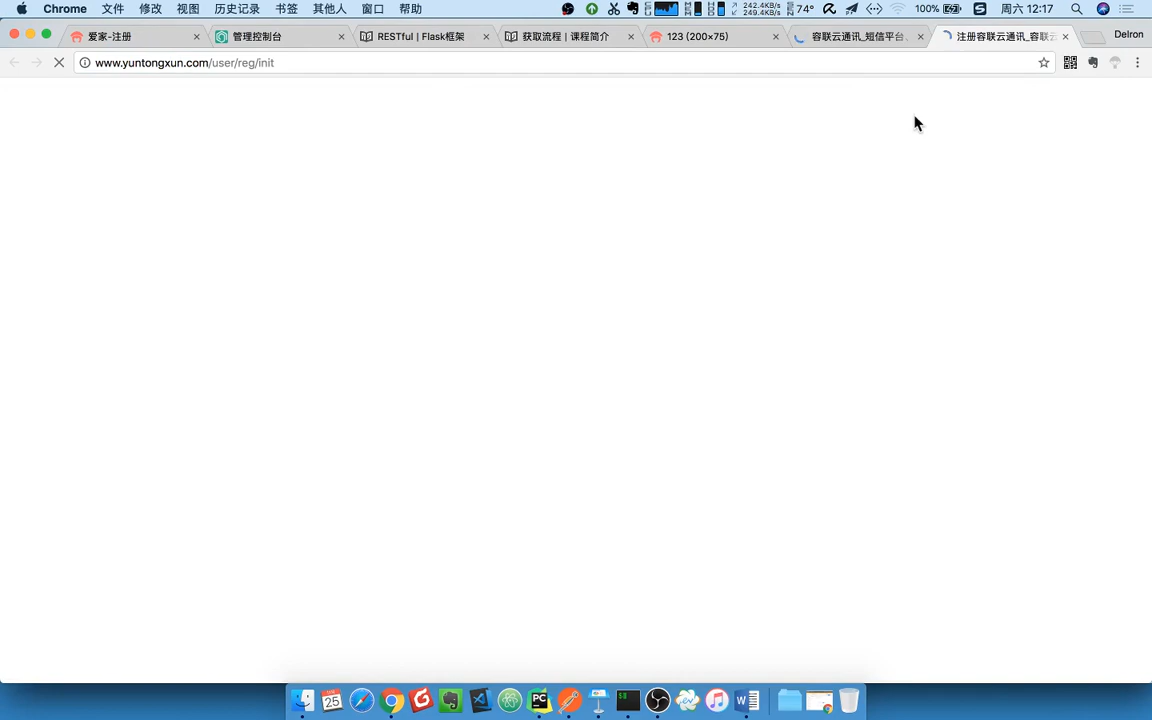 Chrome 文件 修改 视图 历史记录 书签 其他人 窗口 帮助 242.4KB/s 249.4KB/s 74° 100% 周六 12:17
爱家-注册 管理控制台 RESTful | Flask框架 获取流程 | 课程简介 123 (200×75) 容联云通讯_短信平台、 注册容联云通讯_容联云 Delron
www.yuntongxun.com/user/reg/init
25